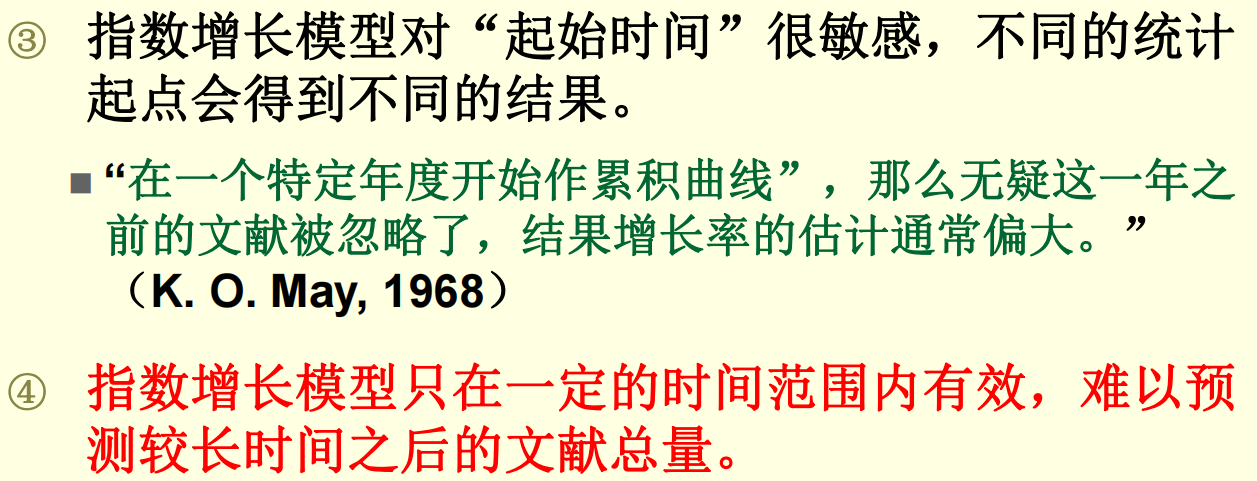 ③ 指数增长模型对“起始时间”很敏感，不同的统计
起点会得到不同的结果。
■ “在一个特定年度开始作累积曲线”，那么无疑这一年之
前的文献被忽略了，结果增长率的估计通常偏大。”
（K. O. May, 1968）
④ 指数增长模型只在一定的时间范围内有效，难以预
测较长时间之后的文献总量。